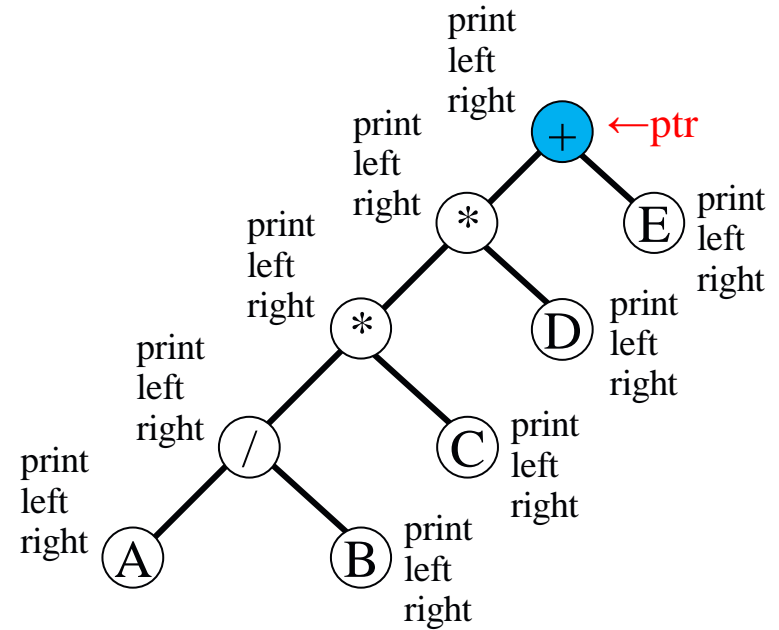 print
left
right
+
←ptr
print
left
right
*
E
print
left
right
print
left
right
*
D
print
left
right
print
left
right
/
C
print
left
right
print
left
right
A
B
print
left
right